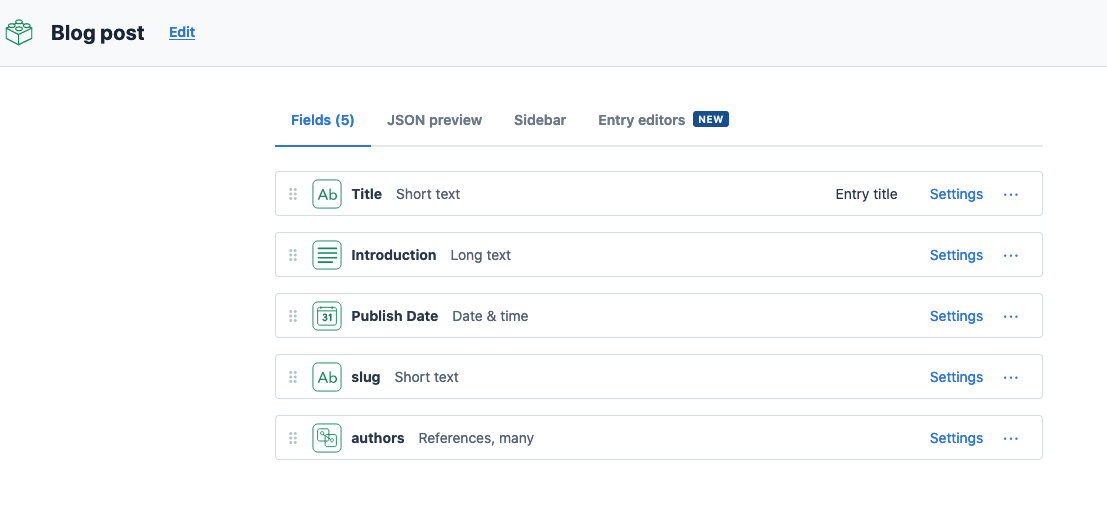 Blog post Edit
Fields (5) JSON preview Sidebar Entry editors NEW
Ab Title Short text Entry title Settings ...
Introduction Long text Settings ...
31 Publish Date Date & time Settings ...
Ab slug Short text Settings ...
authors References, many Settings ...